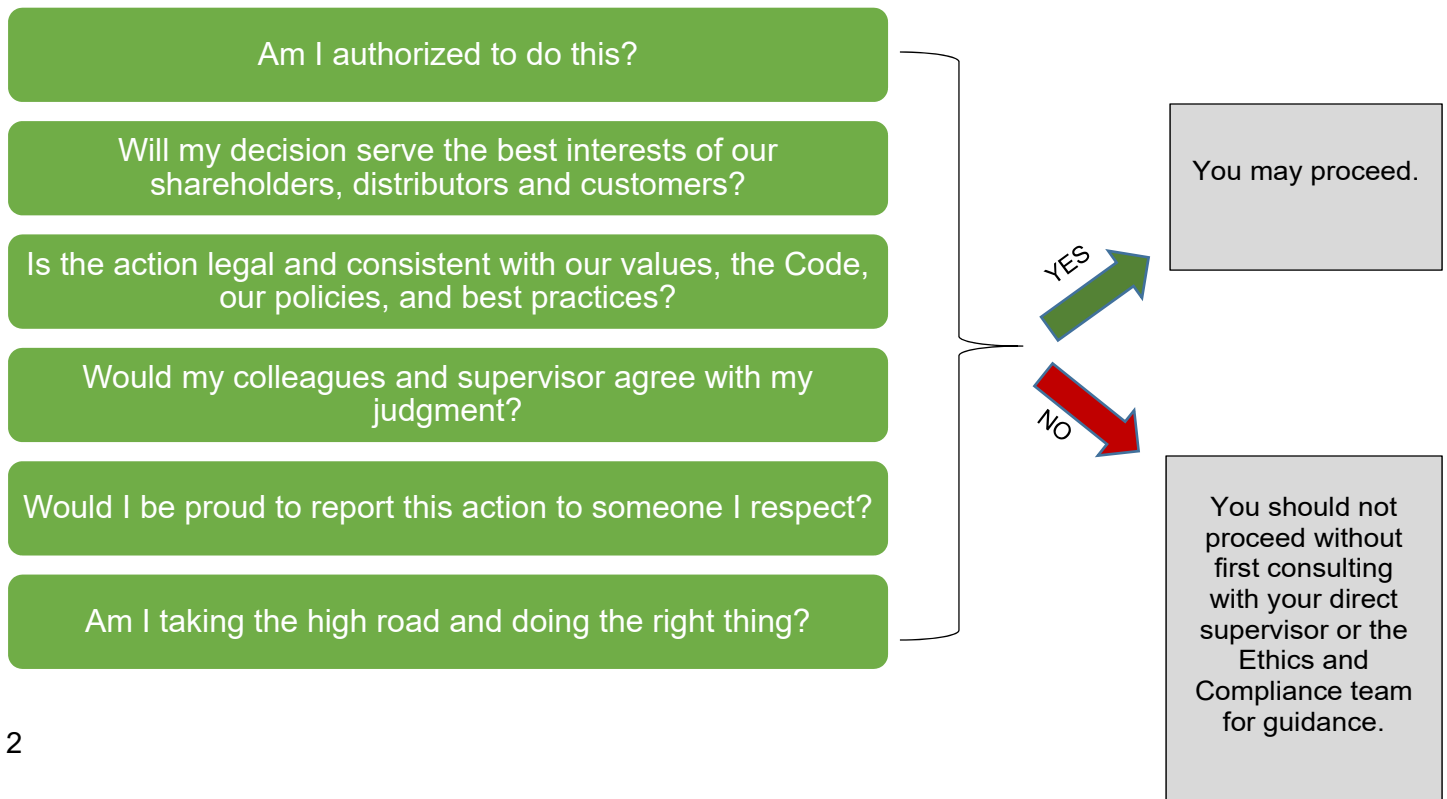 Am I authorized to do this?
Will my decision serve the best interests of our
shareholders, distributors and customers?
Is the action legal and consistent with our values, the Code,
our policies, and best practices?
Would my colleagues and supervisor agree with my
judgment?
Would I be proud to report this action to someone I respect?
Am I taking the high road and doing the right thing?
YES
NO
You may proceed.
You should not
proceed without
first consulting
with your direct
supervisor or the
Ethics and
Compliance team
for guidance.
2